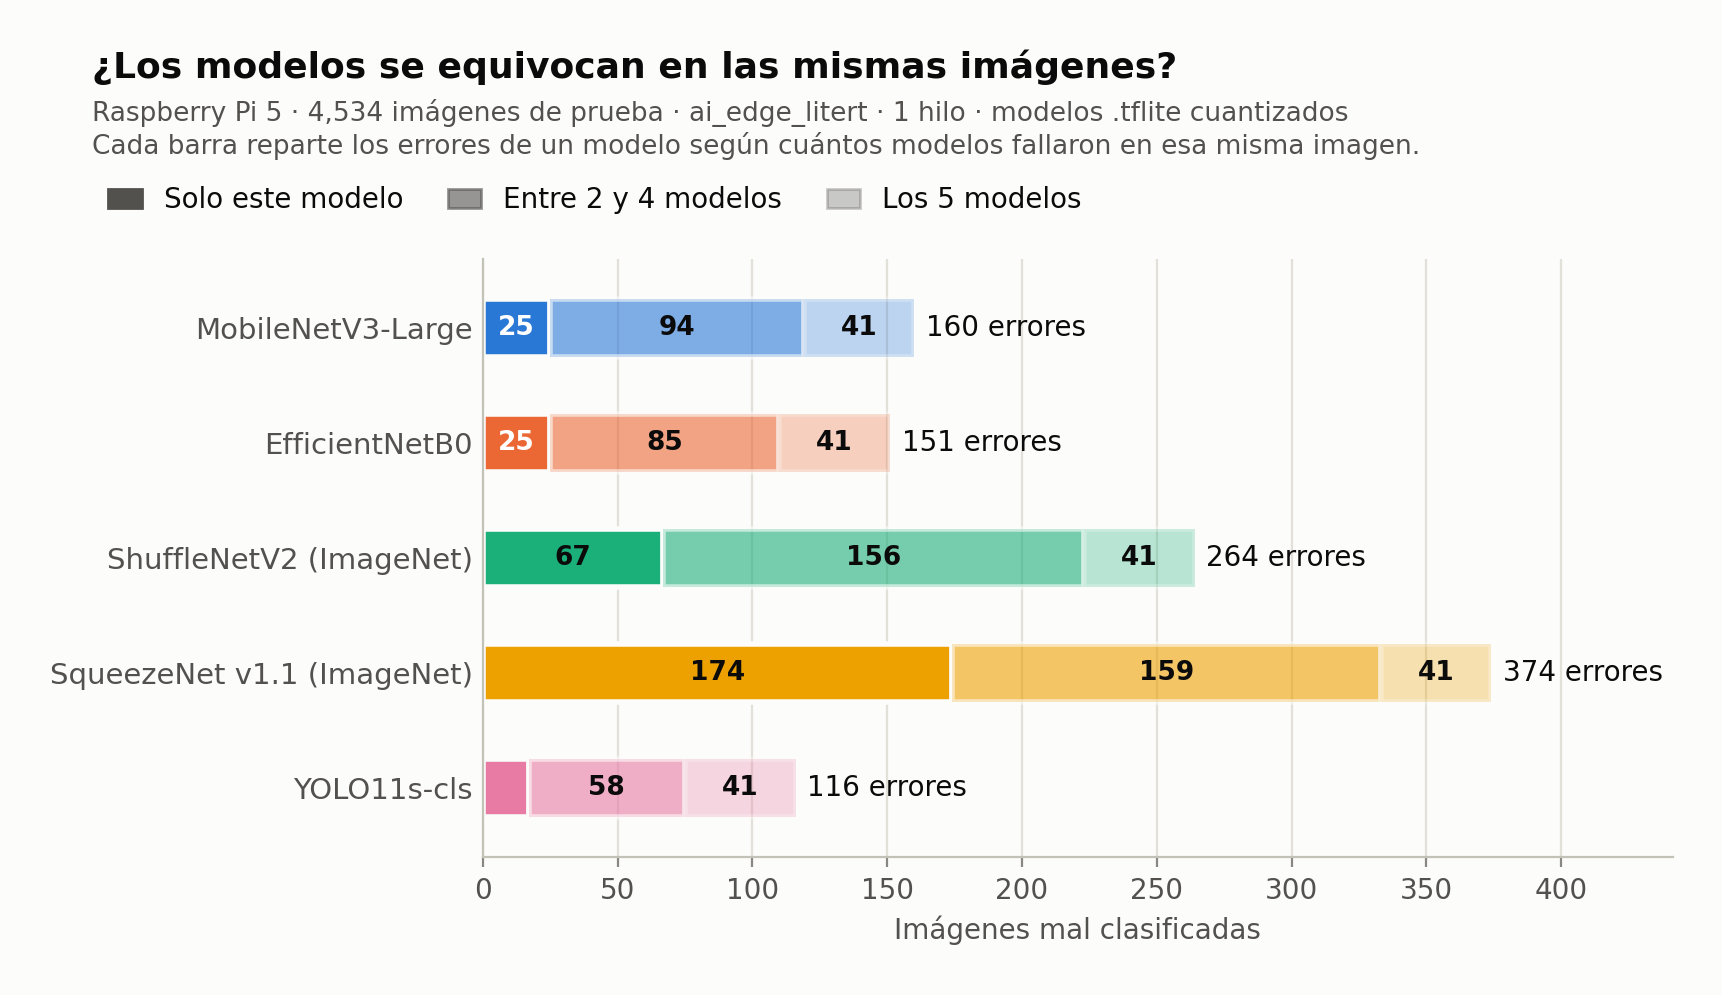 ¿Los modelos se equivocan en las mismas imágenes?
Raspberry Pi 5 · 4,534 imágenes de prueba · ai_edge_litert · 1 hilo · modelos .tflite cuantizados
Cada barra reparte los errores de un modelo según cuántos modelos fallaron en esa misma imagen.
Solo este modelo Entre 2 y 4 modelos Los 5 modelos
MobileNetV3-Large 25 94 41 160 errores
EfficientNetB0 25 85 41 151 errores
ShuffleNetV2 (ImageNet) 67 156 41 264 errores
SqueezeNet v1.1 (ImageNet) 174 159 41 374 errores
YOLO11s-cls 58 41 116 errores
0 50 100 150 200 250 300 350 400
Imágenes mal clasificadas